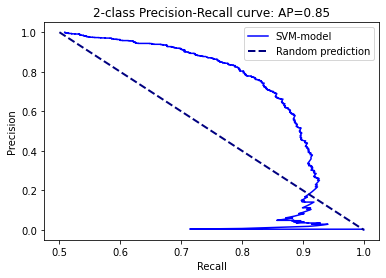 2-class Precision-Recall curve: AP=0.85
SVM-model
Random prediction
Precision
1.0
0.8
0.6
0.4
0.2
0.0
0.5
0.6
0.7
0.8
0.9
1.0
Recall